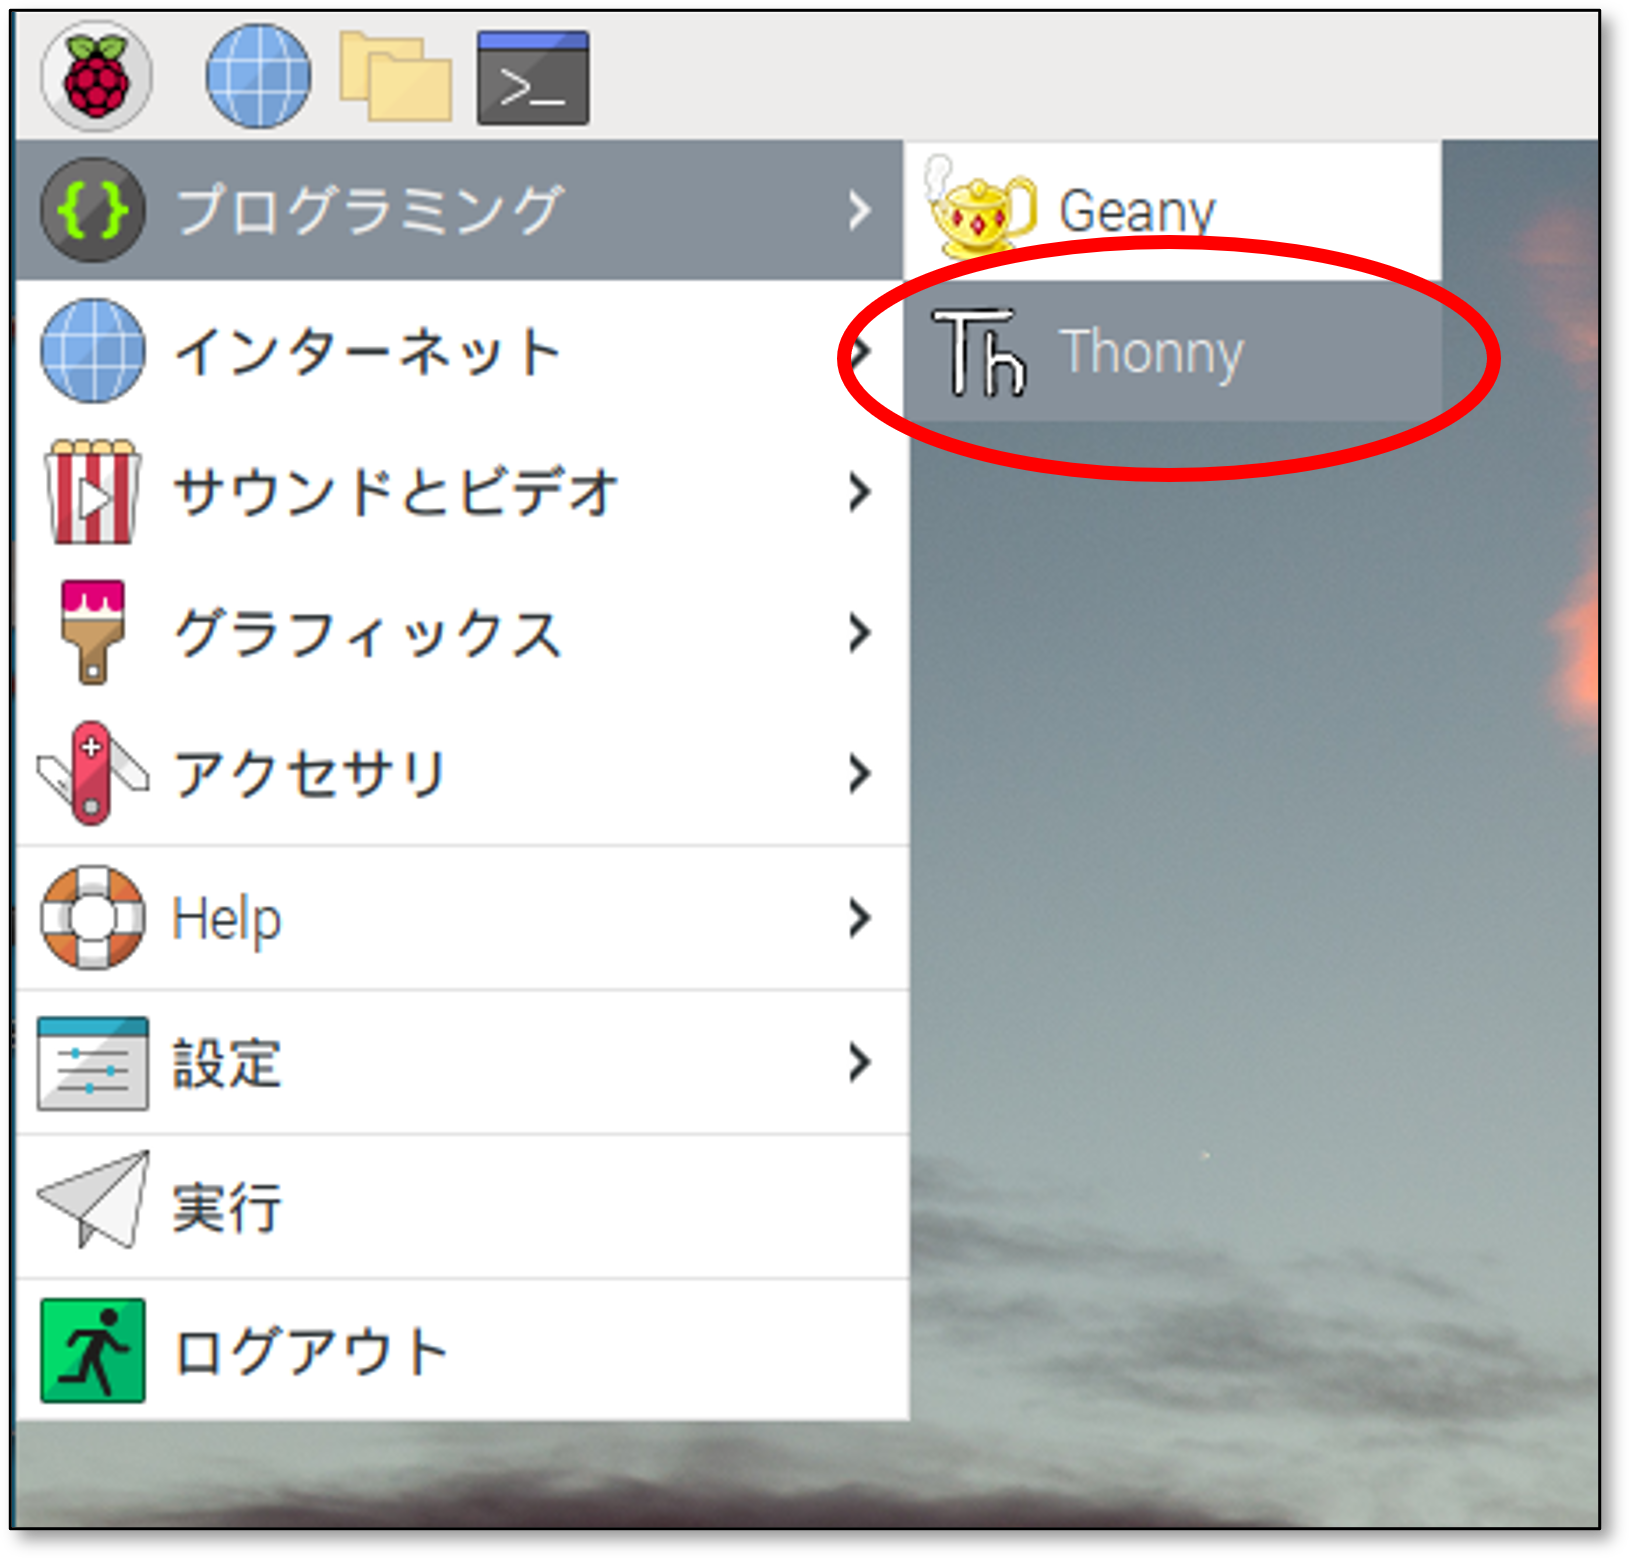 プログラミング
Geany
Th Thonny
インターネット
サウンドとビデオ
グラフィックス
アクセサリ
Help
設定
実行
ログアウト